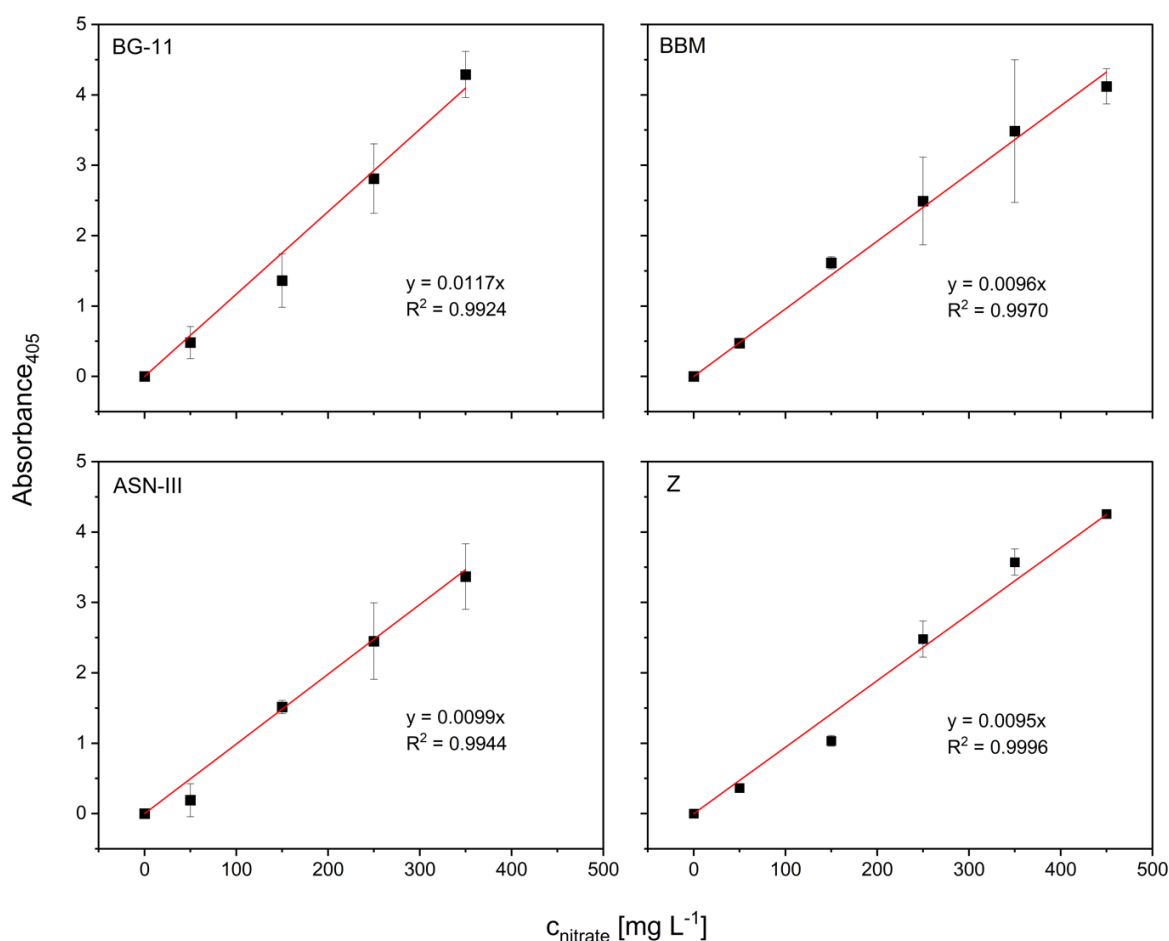 BG-11
y = 0.0117x
R² = 0.9924
5
4
3
2
1
0
BBM
y = 0.0096x
R² = 0.9970
ASN-III
y = 0.0099x
R² = 0.9944
5
4
3
2
1
0
0 100 200 300 400 500
Z
y = 0.0095x
R² = 0.9996
0 100 200 300 400 500
Absorbance₄₀₅
c_nitrate [mg L⁻¹]